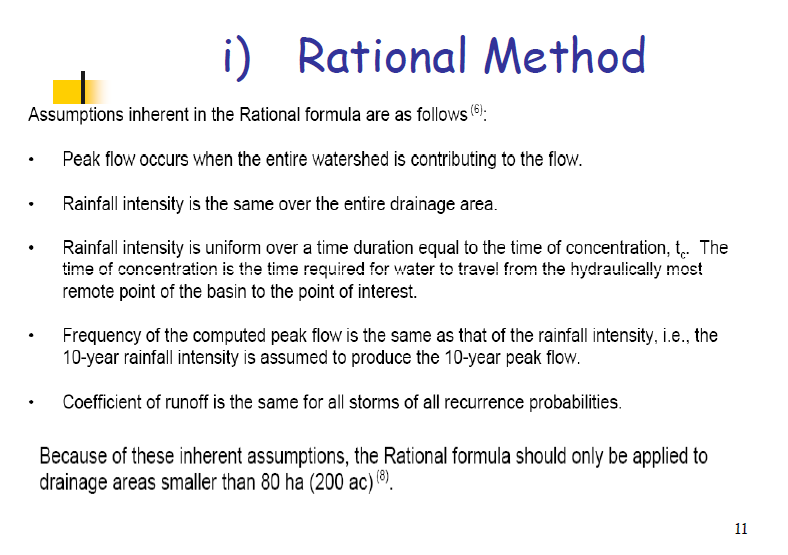 i) Rational Method
Assumptions inherent in the Rational formula are as follows (6):
• Peak flow occurs when the entire watershed is contributing to the flow.
• Rainfall intensity is the same over the entire drainage area.
• Rainfall intensity is uniform over a time duration equal to the time of concentration, tc. The
time of concentration is the time required for water to travel from the hydraulically most
remote point of the basin to the point of interest.
• Frequency of the computed peak flow is the same as that of the rainfall intensity, i.e., the
10-year rainfall intensity is assumed to produce the 10-year peak flow.
• Coefficient of runoff is the same for all storms of all recurrence probabilities.
Because of these inherent assumptions, the Rational formula should only be applied to
drainage areas smaller than 80 ha (200 ac) (8).
11